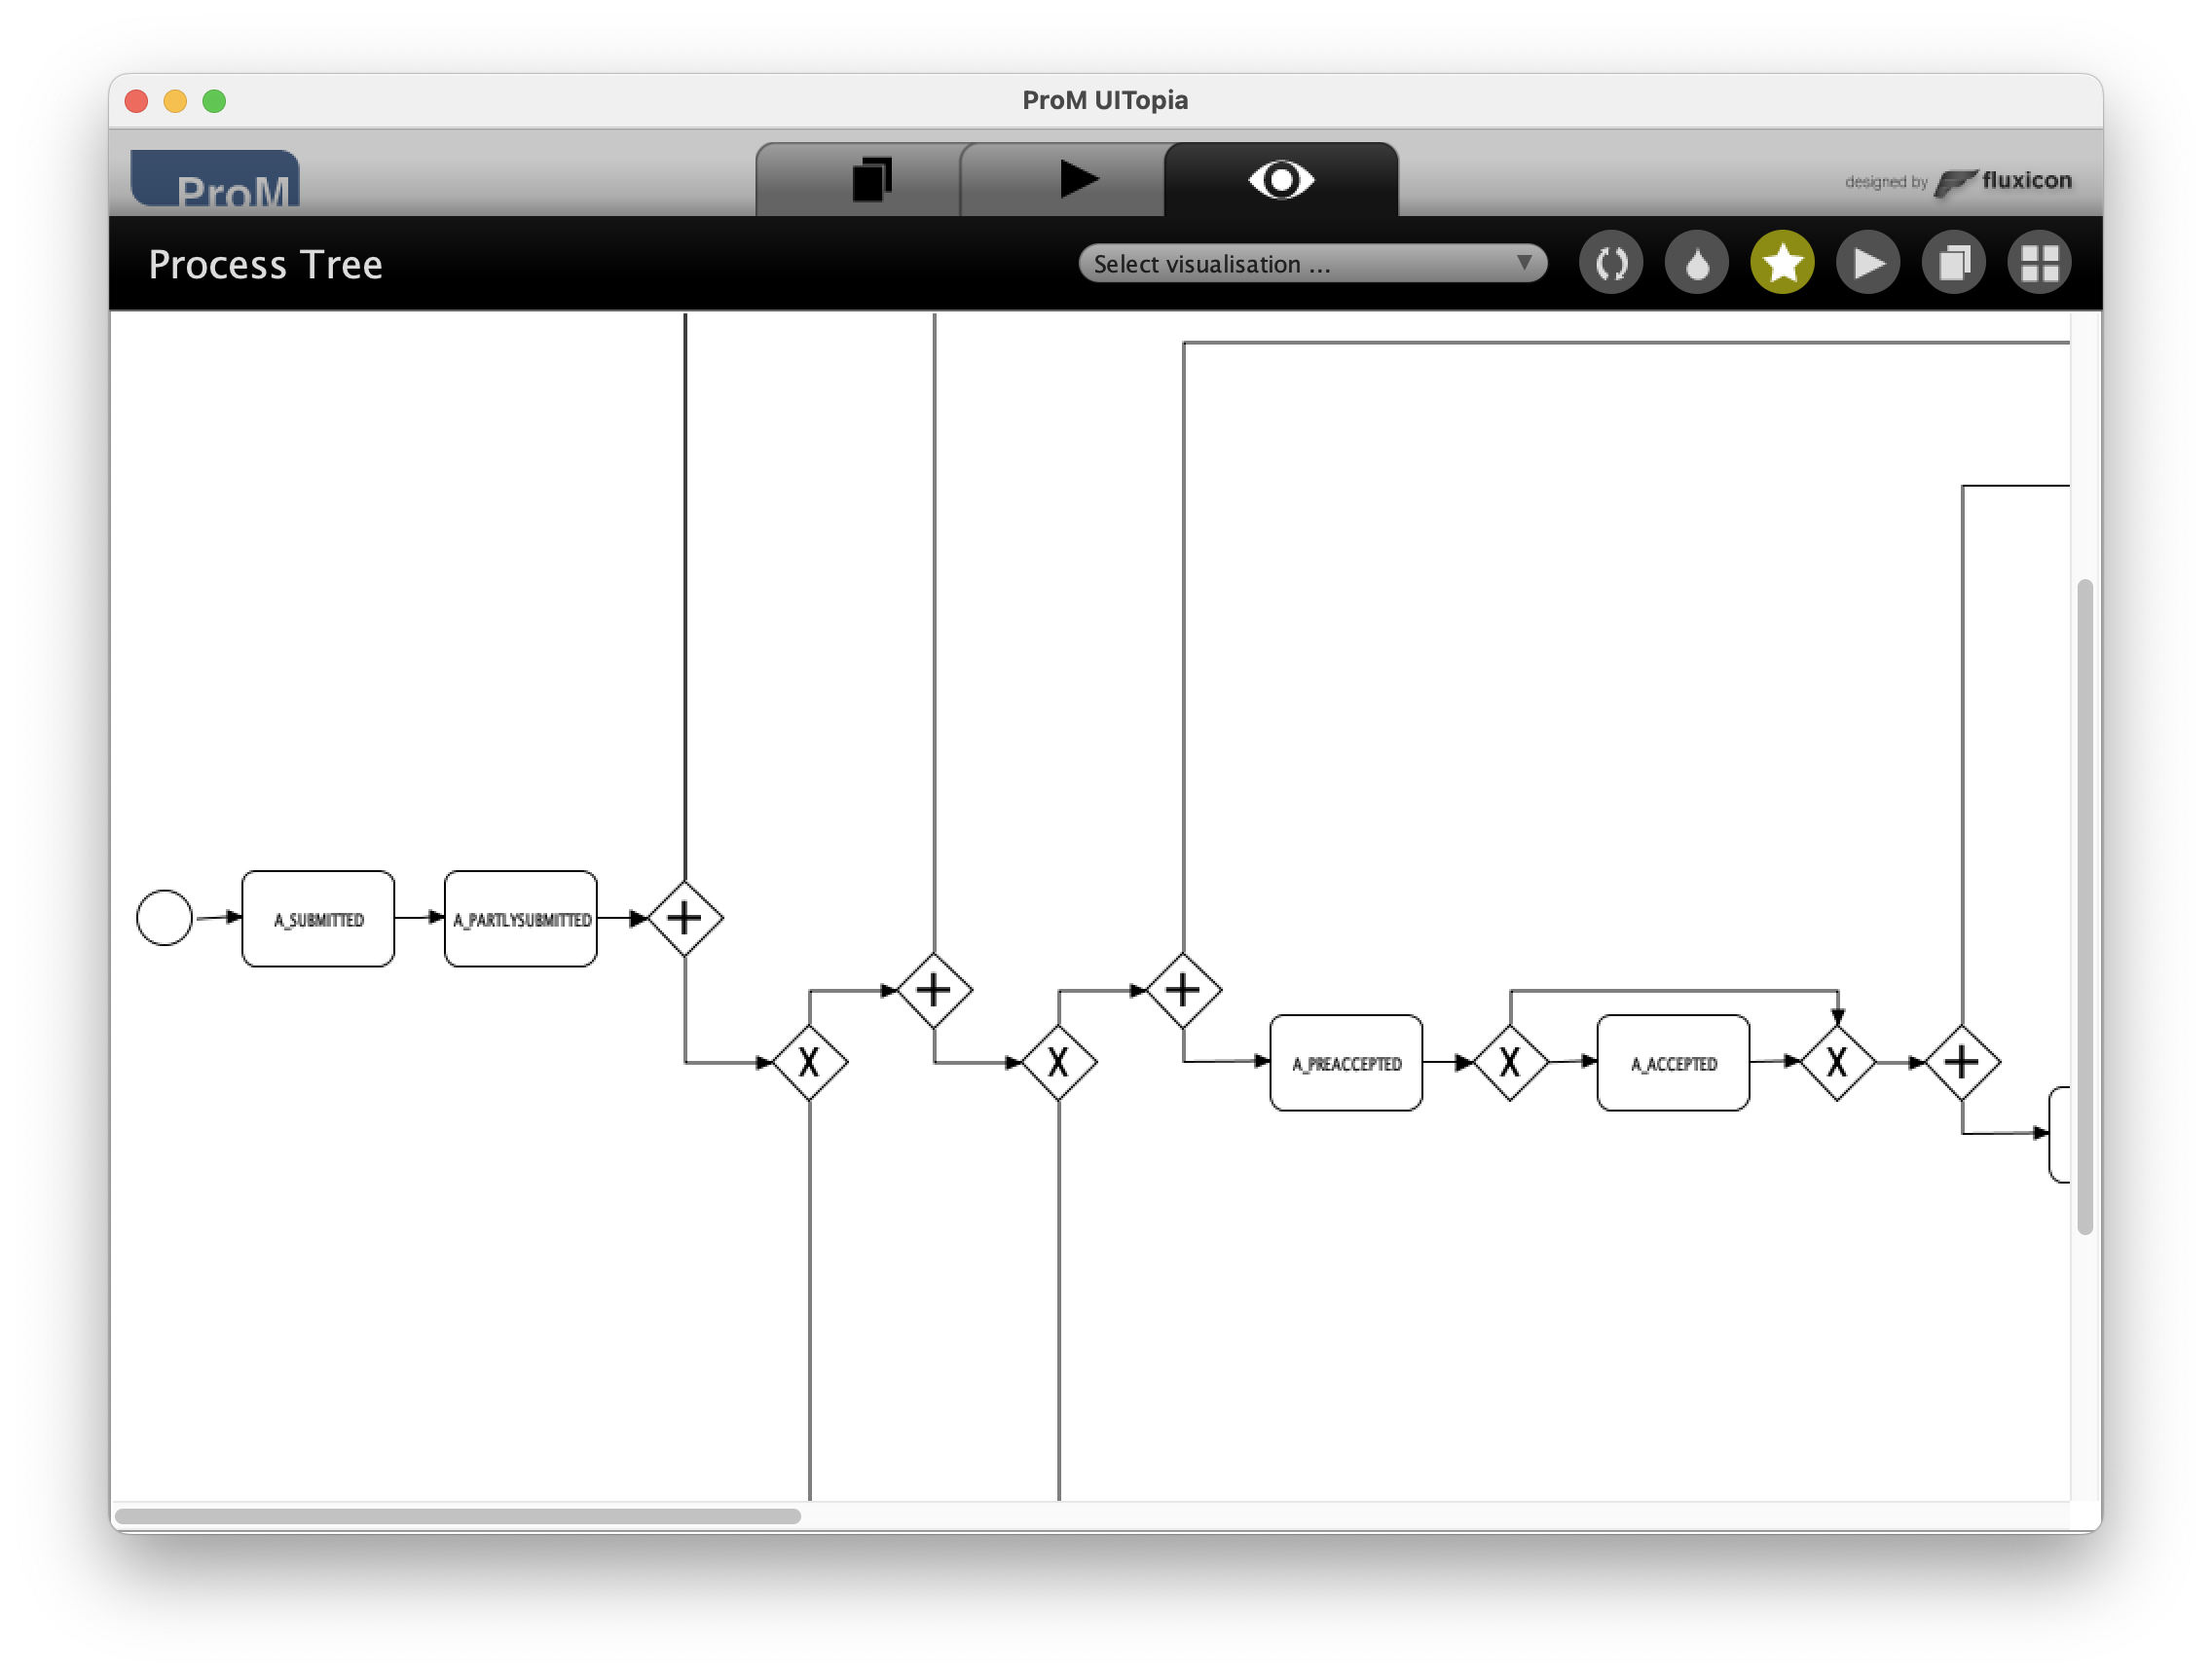 ProM UITopia
ProM
designed by fluxicon
Process Tree
Select visualisation ...
A_SUBMITTED
A_PARTLYSUBMITTED
X
X
A_PREACCEPTED
X
A_ACCEPTED
X